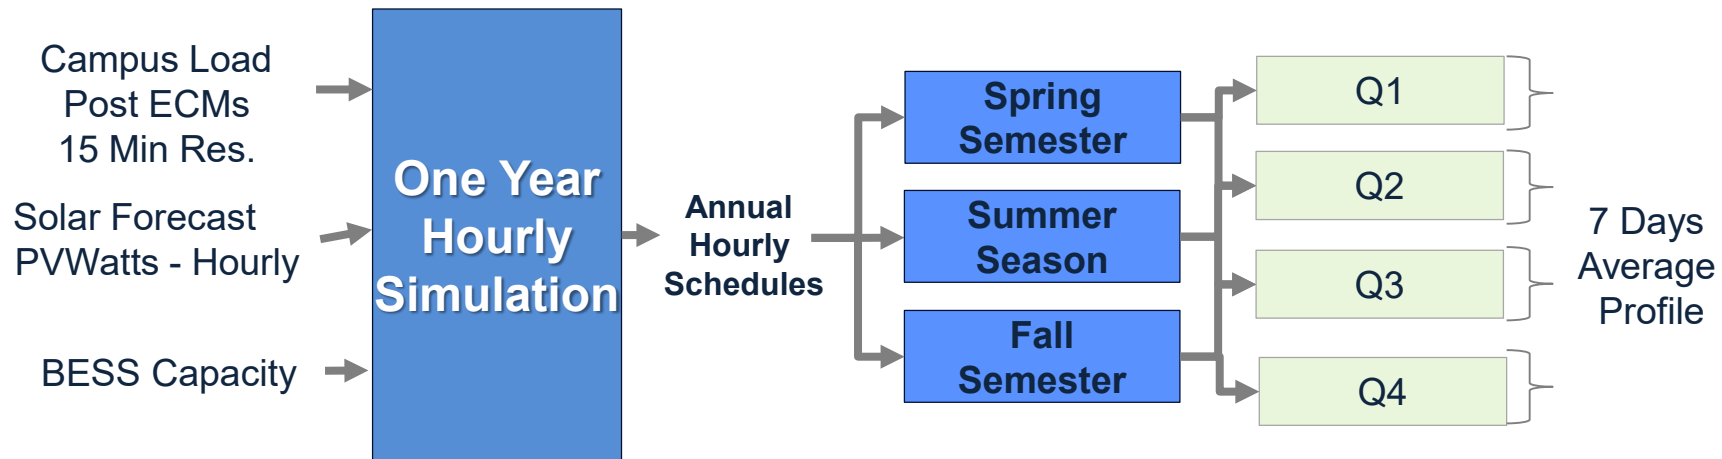 Campus Load
Post ECMs
15 Min Res.
Solar Forecast
PVWatts - Hourly
BESS Capacity
One Year
Hourly
Simulation
Annual
Hourly
Schedules
Spring
Semester
Summer
Season
Fall
Semester
Q1
Q2
Q3
Q4
7 Days
Average
Profile